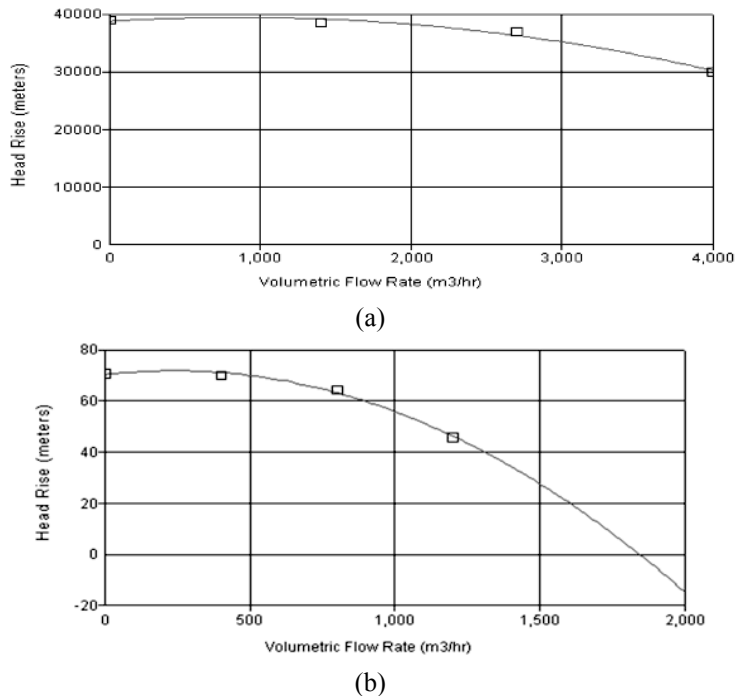 40000
30000
20000
10000
0
Head Rise (meters)
0 1,000 2,000 3,000 4,000
Volumetric Flow Rate (m3/hr)
(a)
80
60
40
20
0
-20
Head Rise (meters)
0 500 1,000 1,500 2,000
Volumetric Flow Rate (m3/hr)
(b)